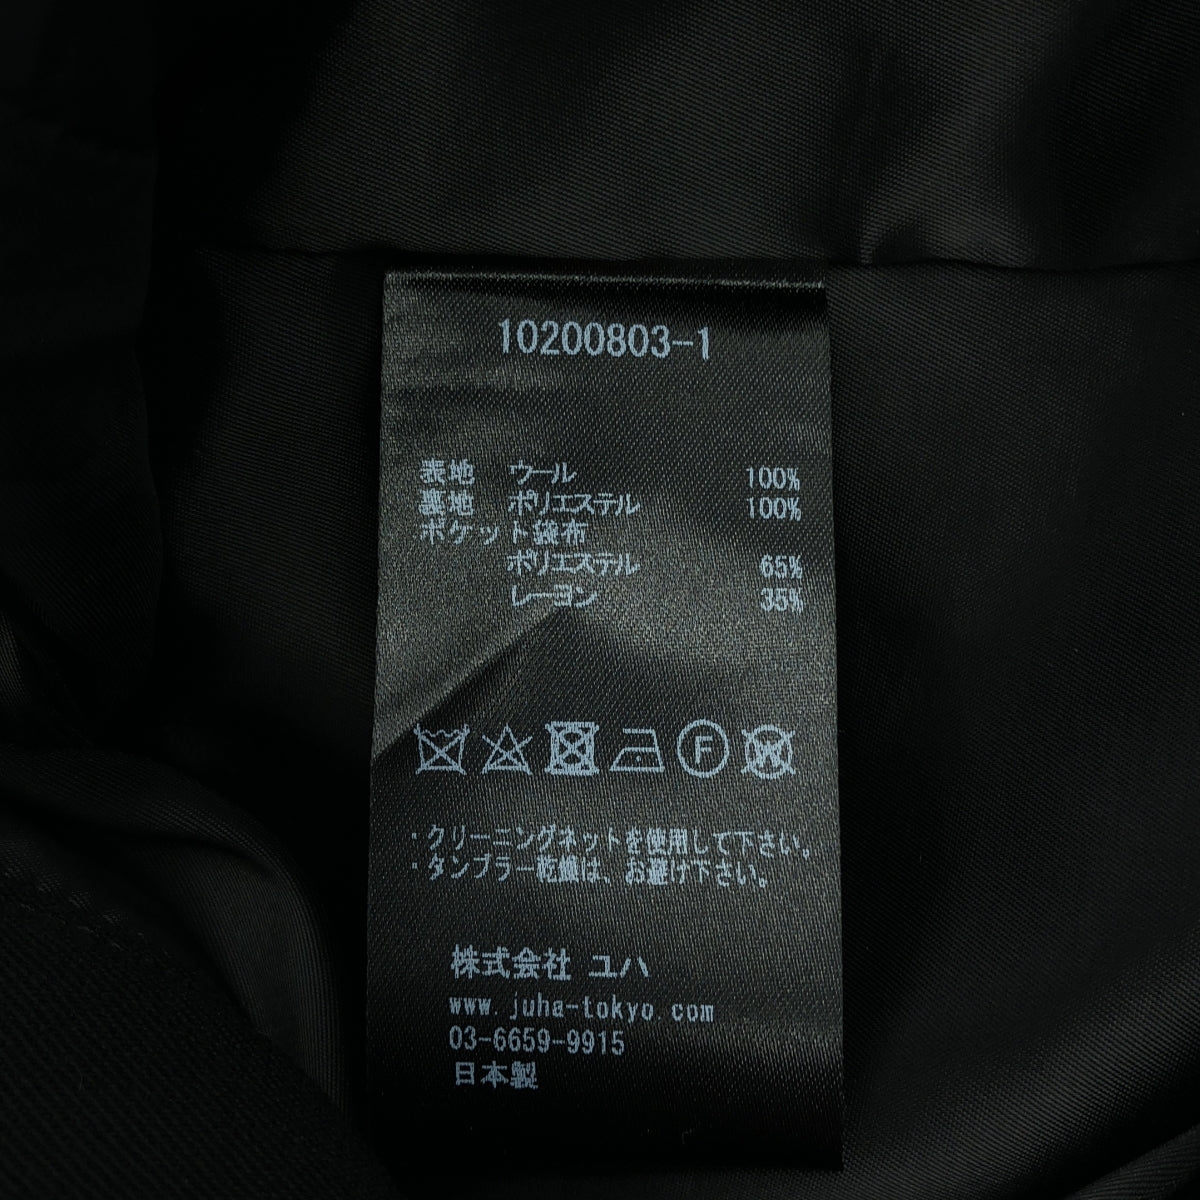 10200803-1
表地 ウール 100%
裏地 ポリエステル 100%
ポケット袋布
ポリエステル 65%
レーヨン 35%
F W
・クリーニングネットを使用して下さい。
・タンブラー乾燥は、お避け下さい。
株式会社 ユハ
www.juha-tokyo.com
03-6659-9915
日本製